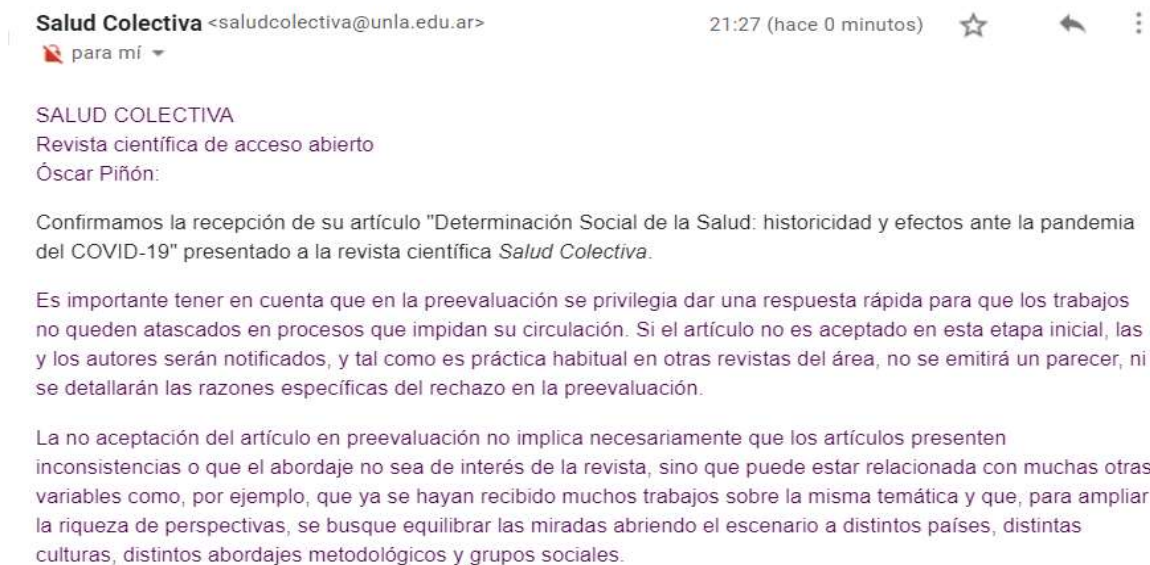 Salud Colectiva <saludcolectiva@unla.edu.ar>
21:27 (hace 0 minutos)
para mí
SALUD COLECTIVA
Revista científica de acceso abierto
Óscar Piñón:
Confirmamos la recepción de su artículo "Determinación Social de la Salud: historicidad y efectos ante la pandemia
del COVID-19" presentado a la revista científica Salud Colectiva.
Es importante tener en cuenta que en la preevaluación se privilegia dar una respuesta rápida para que los trabajos
no queden atascados en procesos que impidan su circulación. Si el artículo no es aceptado en esta etapa inicial, las
y los autores serán notificados, y tal como es práctica habitual en otras revistas del área, no se emitirá un parecer, ni
se detallarán las razones específicas del rechazo en la preevaluación.
La no aceptación del artículo en preevaluación no implica necesariamente que los artículos presenten
inconsistencias o que el abordaje no sea de interés de la revista, sino que puede estar relacionada con muchas otras
variables como, por ejemplo, que ya se hayan recibido muchos trabajos sobre la misma temática y que, para ampliar
la riqueza de perspectivas, se busque equilibrar las miradas abriendo el escenario a distintos países, distintas
culturas, distintos abordajes metodológicos y grupos sociales.